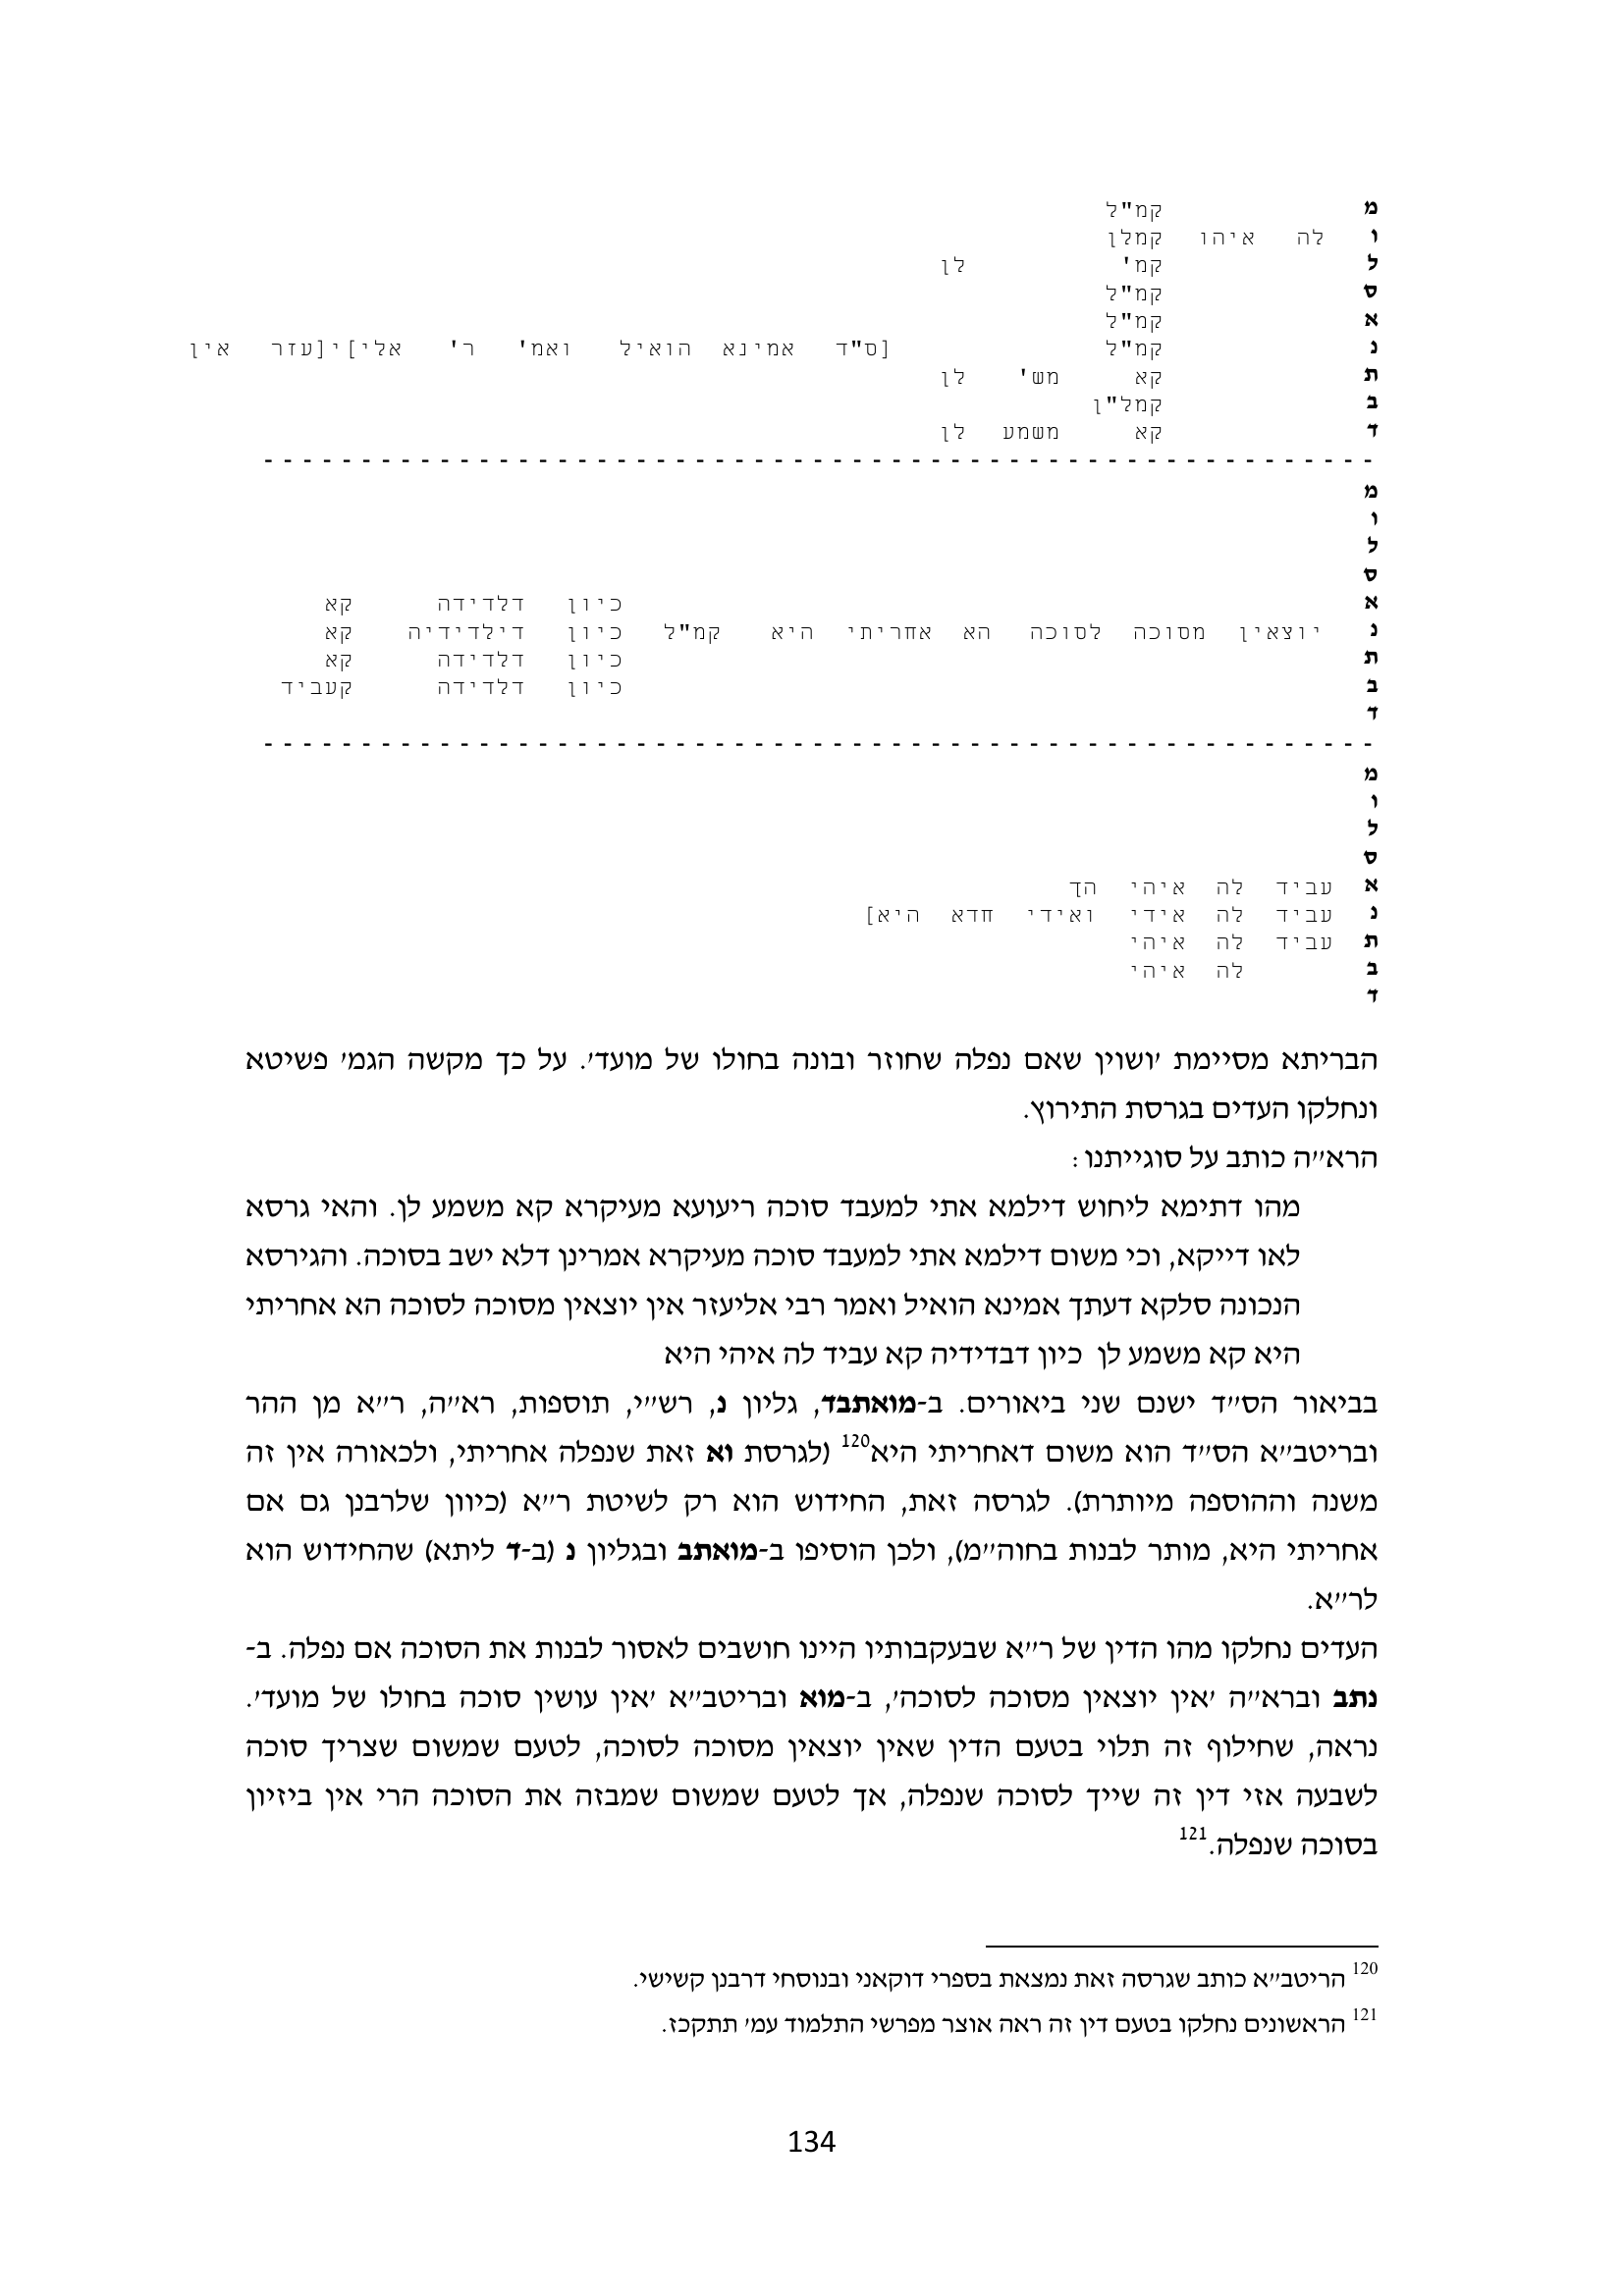 מ קמ"ל
ו לה איהו קמלן
ל קמ' לן
ס קמ"ל
א קמ"ל
נ קמ"ל [ס"ד אמינא הואיל ואמ' ר' אלי]י[עזר אין
ת קא מש' לן
ב קמל"ן
ד קא משמע לן
- - - - - - - - - - - - - - - - - - - - - - - - - - - - - - - - - - - - - - - - - - - - - - - - - - - - - - - - -
מ
ו
ל
ס
א כיון דלדידה קא
נ יוצאין מסוכה לסוכה הא אחריתי היא קמ"ל כיון דילדידיה קא
ת כיון דלדידה קא
ב כיון דלדידה קעביד
ד
- - - - - - - - - - - - - - - - - - - - - - - - - - - - - - - - - - - - - - - - - - - - - - - - - - - - - - - - -
מ
ו
ל
ס
א עביד לה איהי הך
נ עביד לה אידי ואידי חדא היא]
ת עביד לה איהי
ב לה איהי
ד
הבריתא מסיימת 'ושוין שאם נפלה שחוזר ובונה בחולו של מועד'. על כך מקשה הגמ' פשיטא
ונחלקו העדים בגרסת התירוץ.
הרא"ה כותב על סוגייתנו:
מהו דתימא ליחוש דילמא אתי למעבד סוכה ריעועא מעיקרא קא משמע לן. והאי גרסא
לאו דייקא, וכי משום דילמא אתי למעבד סוכה מעיקרא אמרינן דלא ישב בסוכה. והגירסא
הנכונה סלקא דעתך אמינא הואיל ואמר רבי אליעזר אין יוצאין מסוכה לסוכה הא אחריתי
היא קא משמע לן כיון דבדידיה קא עביד לה איהי היא
בביאור הס"ד ישנם שני ביאורים. ב-מואתבד, גליון נ, רש"י, תוספות, רא"ה, ר"א מן ההר
ובריטב"א הס"ד הוא משום דאחריתי היא120 (לגרסת וא זאת שנפלה אחריתי, ולכאורה אין זה
משנה וההוספה מיותרת). לגרסה זאת, החידוש הוא רק לשיטת ר"א (כיוון שלרבנן גם אם
אחריתי היא, מותר לבנות בחוה"מ), ולכן הוסיפו ב-מואתב ובגליון נ (ב-ד ליתא) שהחידוש הוא
לר"א.
העדים נחלקו מהו הדין של ר"א שבעקבותיו היינו חושבים לאסור לבנות את הסוכה אם נפלה. ב-
נתב וברא"ה 'אין יוצאין מסוכה לסוכה', ב-מוא ובריטב"א 'אין עושין סוכה בחולו של מועד'.
נראה, שחילוף זה תלוי בטעם הדין שאין יוצאין מסוכה לסוכה, לטעם שמשום שצריך סוכה
לשבעה אזי דין זה שייך לסוכה שנפלה, אך לטעם שמשום שמבזה את הסוכה הרי אין ביזיון
בסוכה שנפלה.121
120 הריטב"א כותב שגרסה זאת נמצאת בספרי דוקאני ובנוסחי דרבנן קשישי.
121 הראשונים נחלקו בטעם דין זה ראה אוצר מפרשי התלמוד עמ' תתקכז.
134